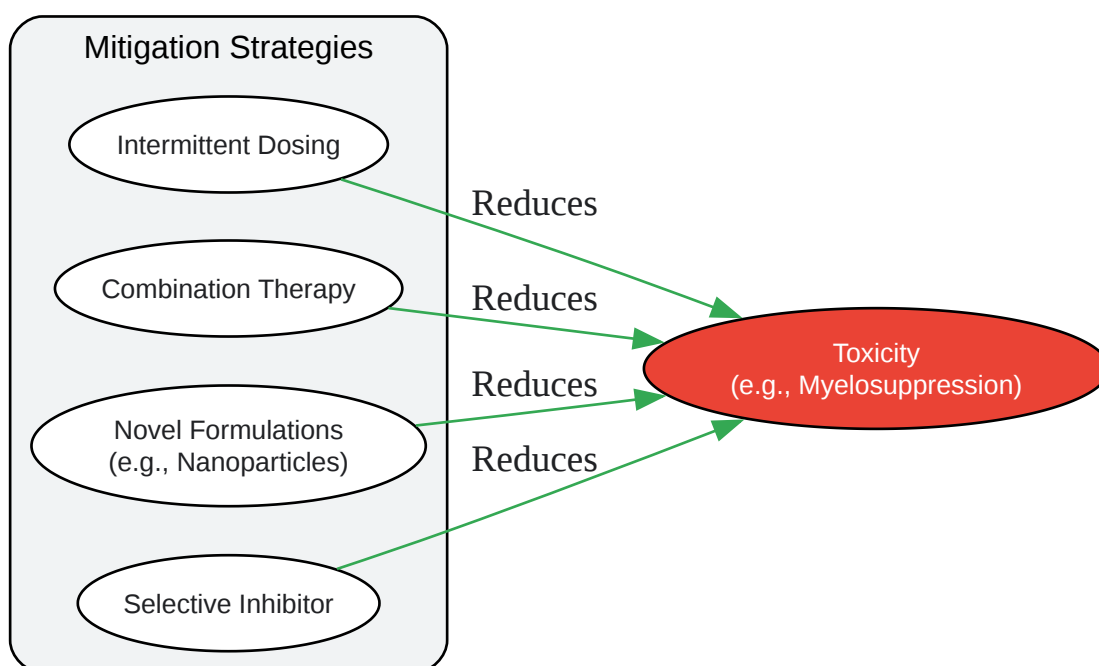 Mitigation Strategies
Intermittent Dosing
Reduces
Combination Therapy
Reduces
Toxicity
(e.g., Myelosuppression)
Reduces
Novel Formulations
(e.g., Nanoparticles)
Reduces
Selective Inhibitor